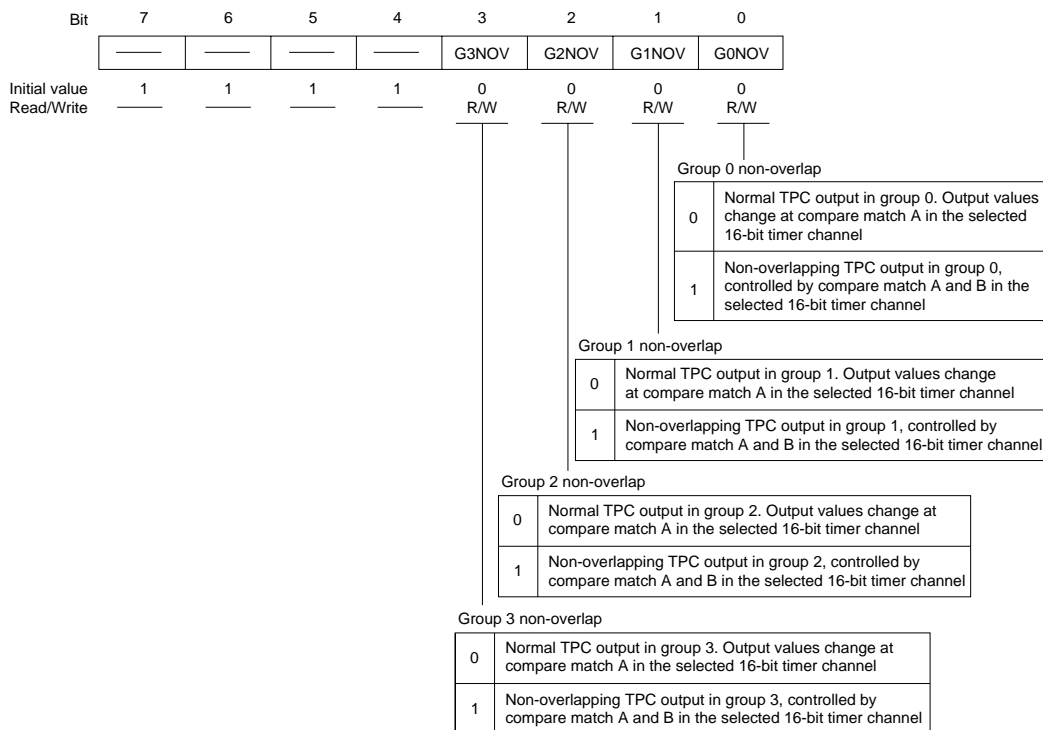 Bit 7 6 5 4 3 2 1 0
G3NOV G2NOV G1NOV G0NOV
Initial value 1 1 1 1 0 0 0 0
Read/Write R/W R/W R/W R/W
Group 0 non-overlap
0 Normal TPC output in group 0. Output values
change at compare match A in the selected
16-bit timer channel
1 Non-overlapping TPC output in group 0,
controlled by compare match A and B in the
selected 16-bit timer channel
Group 1 non-overlap
0 Normal TPC output in group 1. Output values change
at compare match A in the selected 16-bit timer channel
1 Non-overlapping TPC output in group 1, controlled by
compare match A and B in the selected 16-bit timer channel
Group 2 non-overlap
0 Normal TPC output in group 2. Output values change at
compare match A in the selected 16-bit timer channel
1 Non-overlapping TPC output in group 2, controlled by
compare match A and B in the selected 16-bit timer channel
Group 3 non-overlap
0 Normal TPC output in group 3. Output values change at
compare match A in the selected 16-bit timer channel
1 Non-overlapping TPC output in group 3, controlled by
compare match A and B in the selected 16-bit timer channel